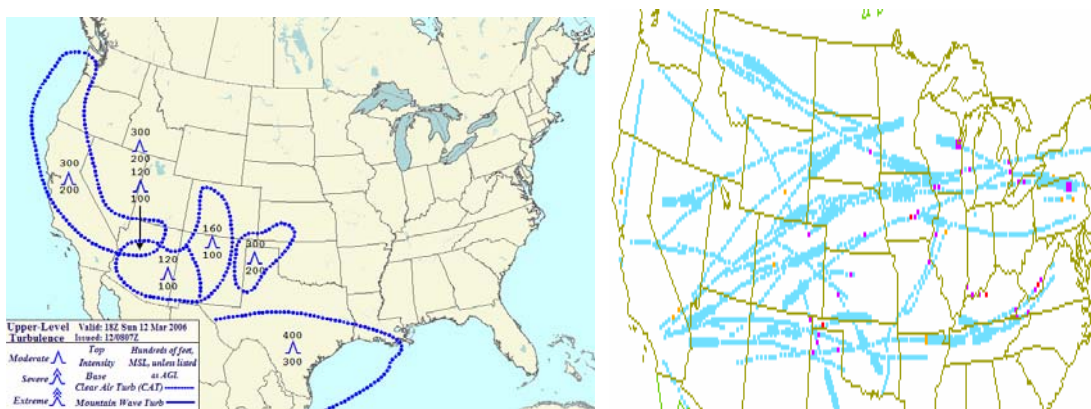 300
200
120
100
300
200
160
100
300
200
120
100
400
300
Upper-Level Valid: 18Z Sun 12 Mar 2006
Turbulence Issued: 12/0807Z
Top Hundreds of feet,
Moderate Intensity MSL, unless listed
Base as AGL
Severe
Clear Air Turb (CAT)
Extreme Mountain Wave Turb